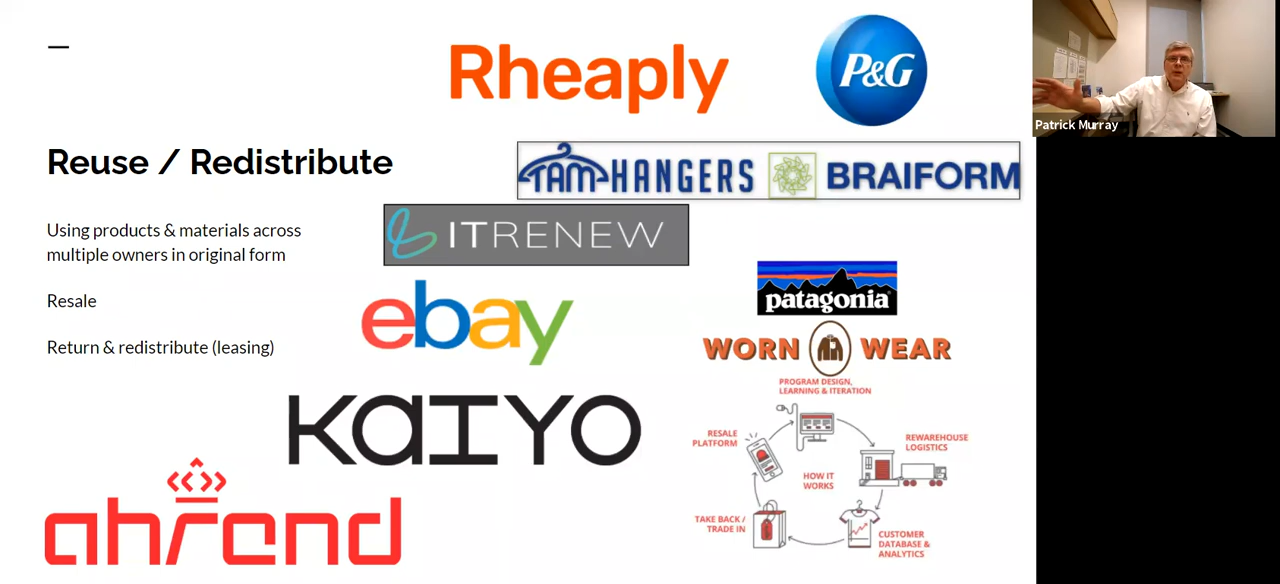 Rheaply
P&G
Patrick Murray
Reuse / Redistribute
TAM HANGERS BRAIFORM
Using products & materials across
multiple owners in original form
ITRENEW
Resale
ebay
patagonia®
Return & redistribute (leasing)
WORN WEAR
KAIYO
PROGRAM DESIGN,
LEARNING & ITERATION
RESALE
PLATFORM
REWAREHOUSE
LOGISTICS
HOW IT
WORKS
TAKE BACK /
TRADE IN
CUSTOMER
DATABASE &
ANALYTICS
ahrend